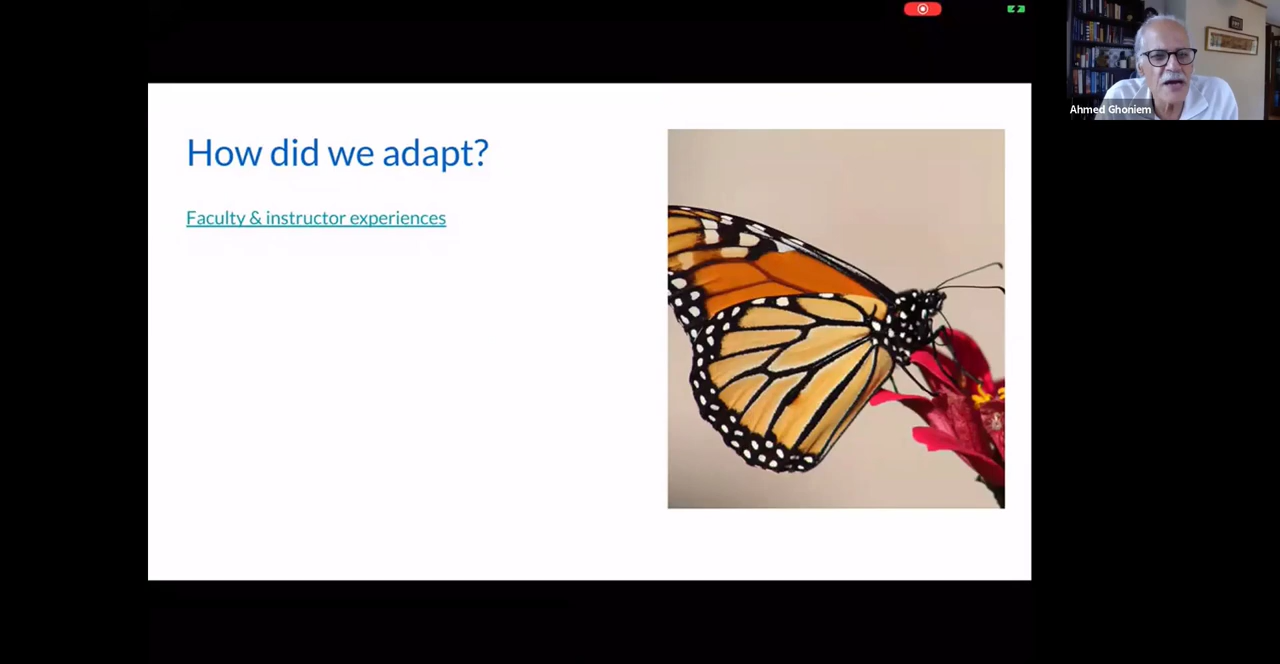 How did we adapt?
Faculty & instructor experiences
Ahmed Ghoniem